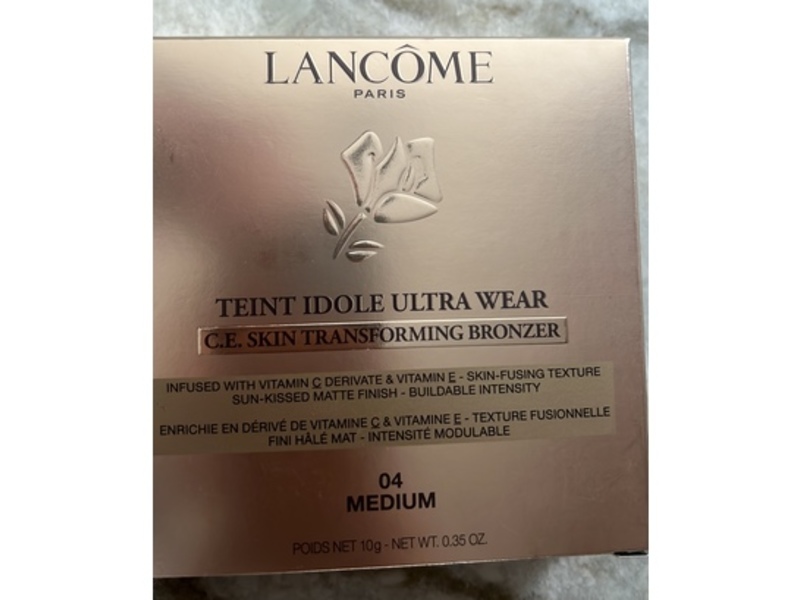 LANCÔME
PARIS
TEINT IDOLE ULTRA WEAR
C.E. SKIN TRANSFORMING BRONZER
INFUSED WITH VITAMIN C DERIVATE & VITAMIN E - SKIN-FUSING TEXTURE
SUN-KISSED MATTE FINISH - BUILDABLE INTENSITY
ENRICHIE EN DÉRIVÉ DE VITAMINE C & VITAMINE E - TEXTURE FUSIONNELLE
FINI HÂLÉ MAT - INTENSITÉ MODULABLE
04
MEDIUM
POIDS NET 10g - NET WT. 0.35 OZ.